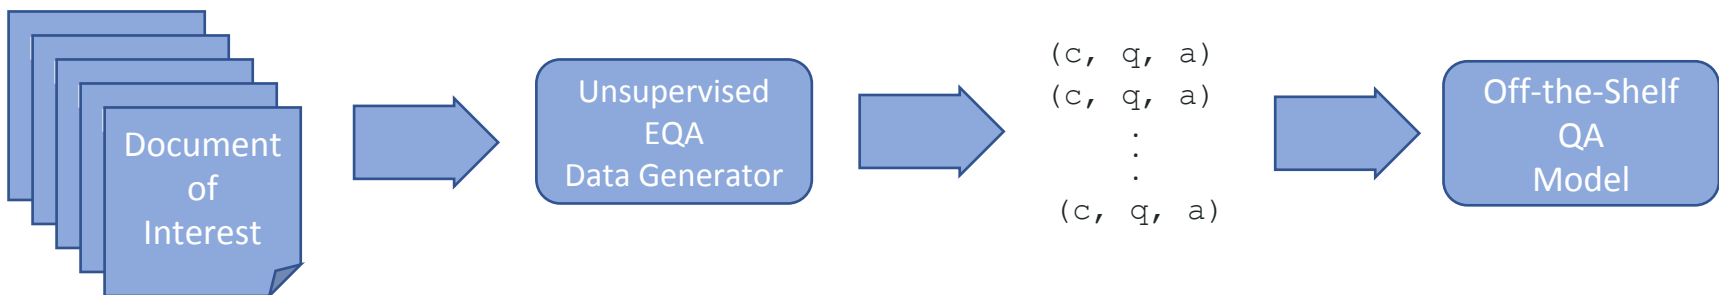 Document
of
Interest
Unsupervised
EQA
Data Generator
(c, q, a)
(c, q, a)
.
.
.
(c, q, a)
Off-the-Shelf
QA
Model